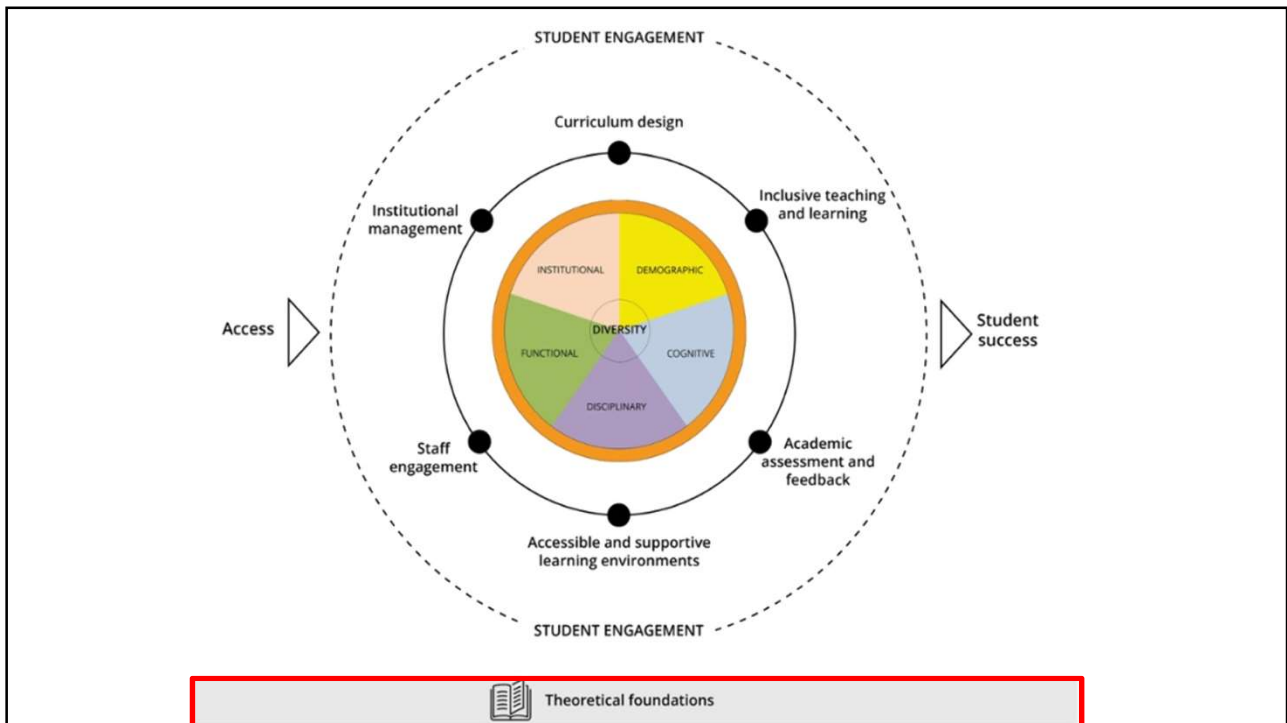 STUDENT ENGAGEMENT
Curriculum design
Inclusive teaching
and learning
Institutional
management
INSTITUTIONAL
DEMOGRAPHIC
Access
DIVERSITY
Student
success
FUNCTIONAL
COGNITIVE
DISCIPLINARY
Staff
engagement
Academic
assessment and
feedback
Accessible and supportive
learning environments
STUDENT ENGAGEMENT
Theoretical foundations